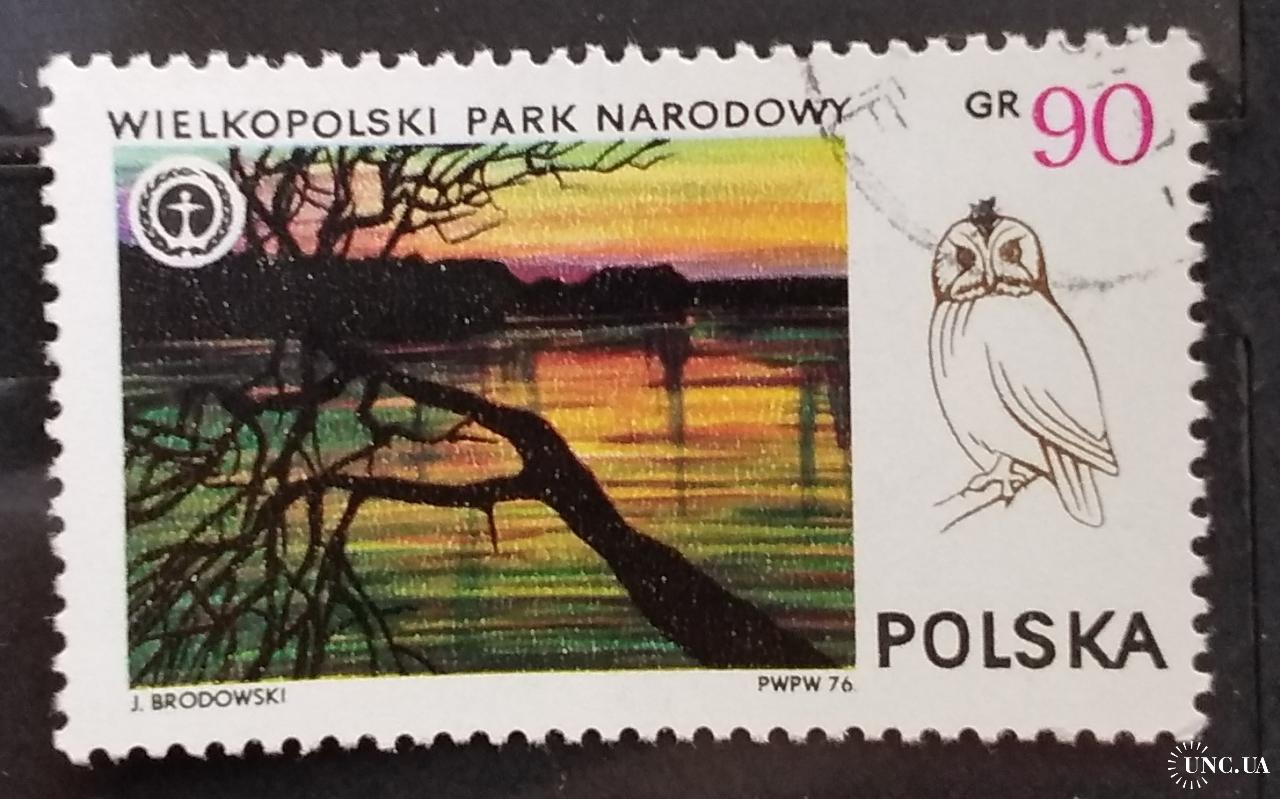 WIELKOPOLSKI PARK NARODOWY
GR 90
POLSKA
J. BRODOWSKI
PWPW 76
UNC.UA